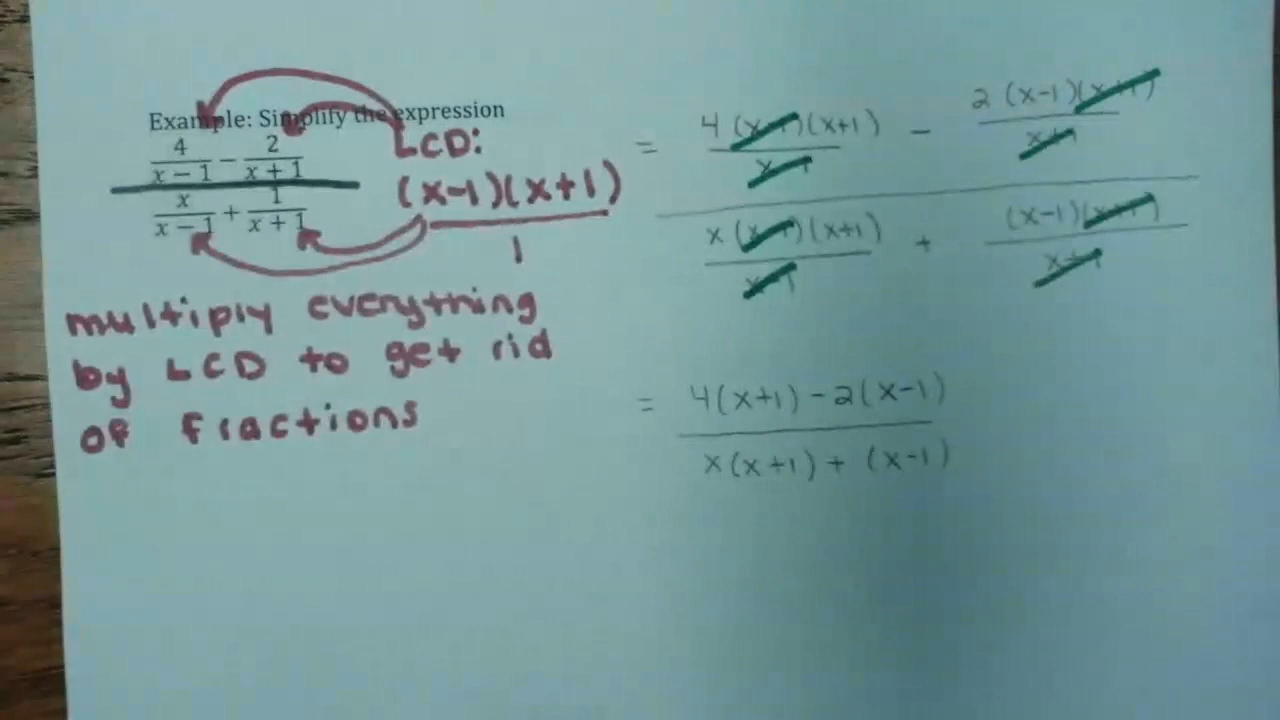 Example: Simplify the expression
4/(x − 1) − 2/(x + 1)
x/(x − 1) + 1/(x + 1)
LCD:
(x-1)(x+1)
1
multiply everything
by LCD to get rid
of fractions
= 4(x-1)(x+1)/(x-1) - 2(x-1)(x+1)/(x+1)
x(x-1)(x+1)/(x-1) + (x-1)(x+1)/(x+1)
= 4(x+1) - 2(x-1)
x(x+1) + (x-1)